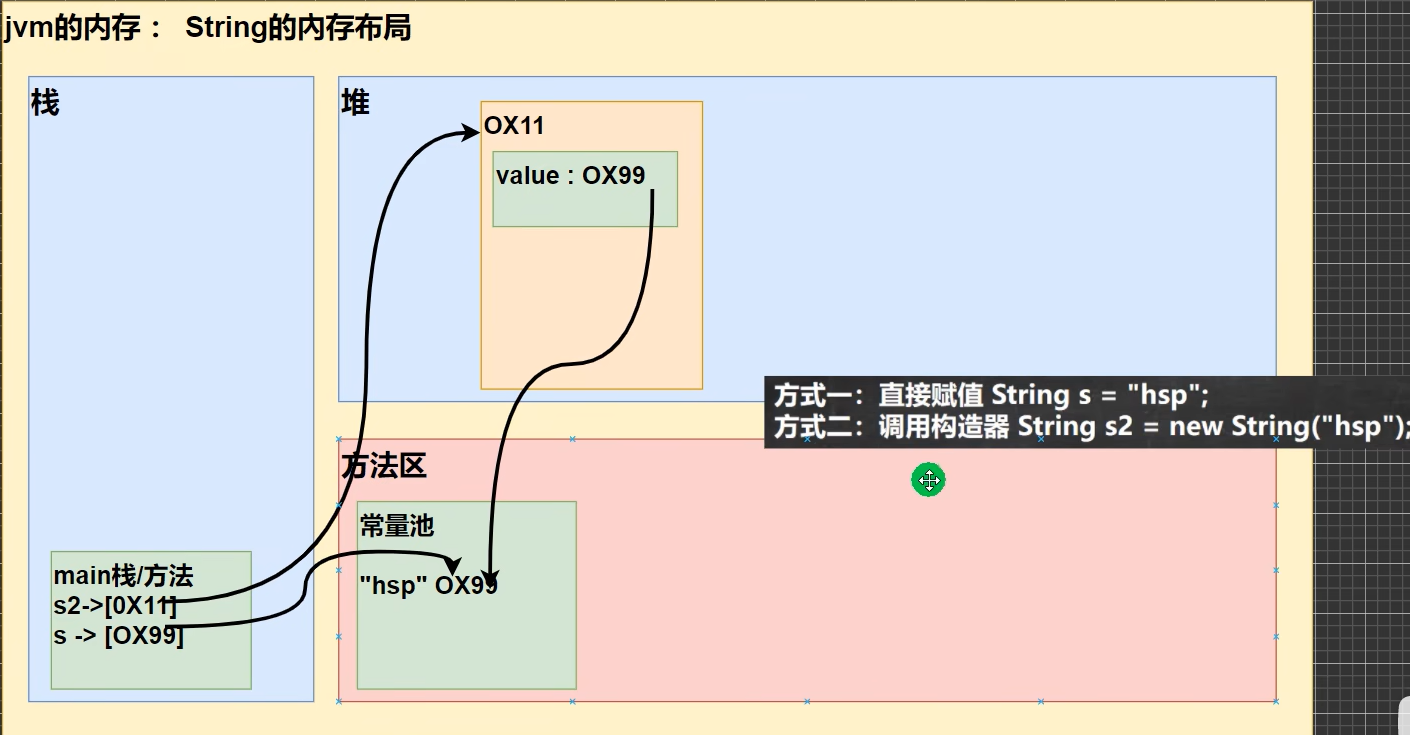 jvm的内存 ： String的内存布局
栈
堆
OX11
value : OX99
方式一：直接赋值 String s = "hsp";
方式二：调用构造器 String s2 = new String("hsp");
方法区
常量池
"hsp" OX99
main栈/方法
s2->[0X11]
s -> [OX99]